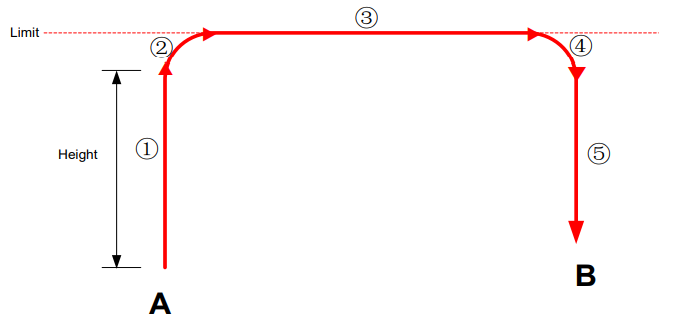 ③
Limit
②
④
Height
①
⑤
B
A